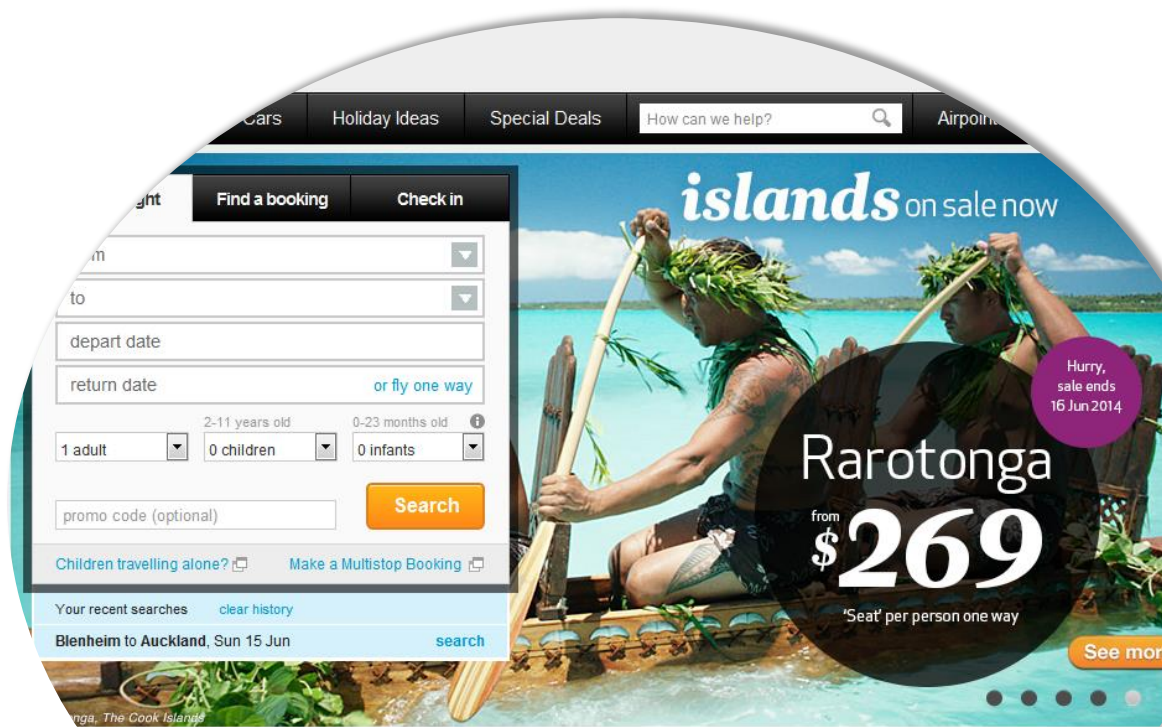 Cars
Holiday Ideas
Special Deals
How can we help?
Find a booking
Check in
to
depart date
return date
or fly one way
2-11 years old
0-23 months old
1 adult
0 children
0 infants
promo code (optional)
Search
Children travelling alone?
Make a Multistop Booking
Your recent searches
clear history
Blenheim to Auckland, Sun 15 Jun
search
islands on sale now
Hurry,
sale ends
16 Jun 2014
Rarotonga
from
$269
'Seat' per person one way
See mor
The Cook Islands